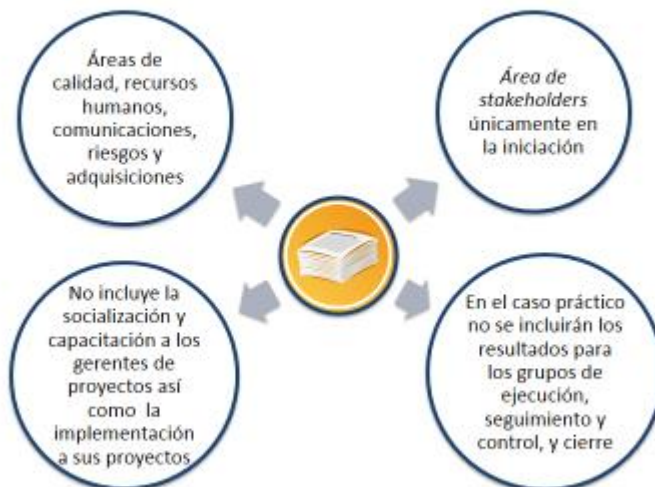 Áreas de
calidad, recursos
humanos,
comunicaciones,
riesgos y
adquisiciones
Área de
stakeholders
únicamente en
la iniciación
No incluye la
socialización y
capacitación a los
gerentes de
proyectos así
como la
implementación
a sus proyectos
En el caso práctico
no se incluirán los
resultados para
los grupos de
ejecución,
seguimiento y
control, y cierre